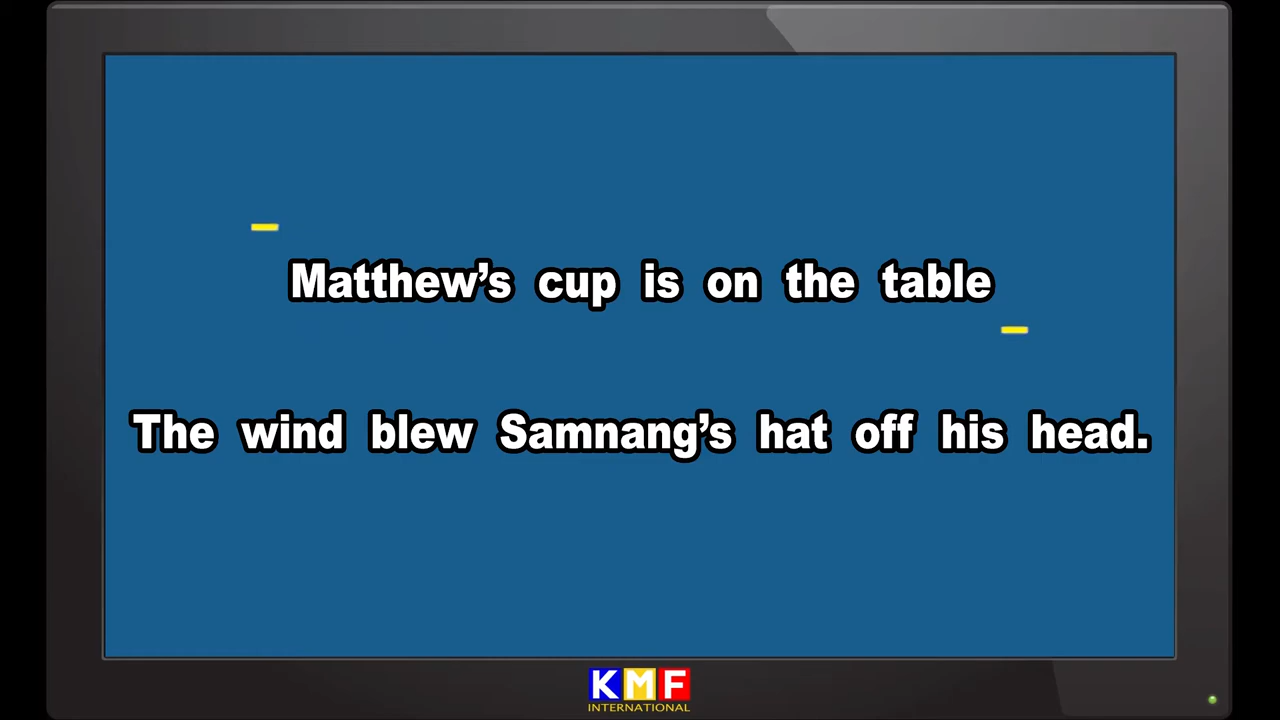 Matthew’s cup is on the table
The wind blew Samnang’s hat off his head.
KMF
INTERNATIONAL